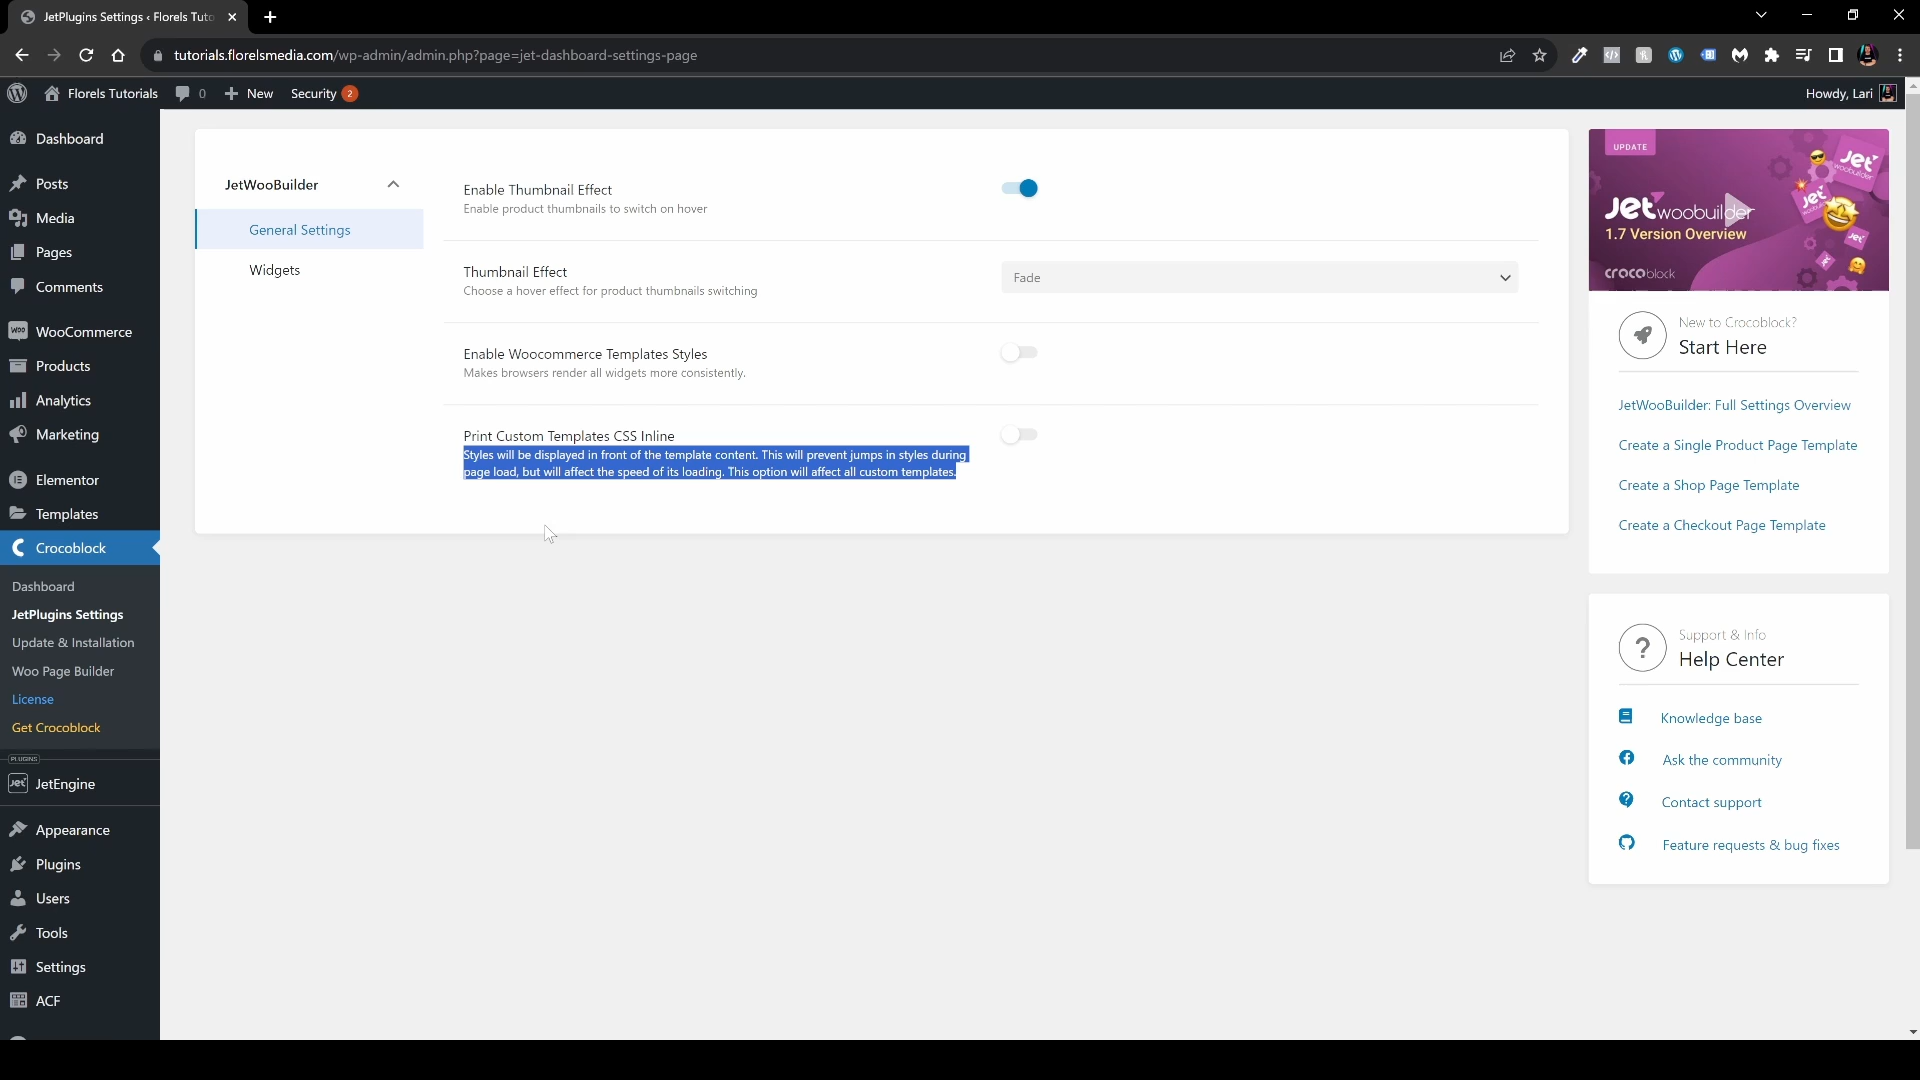 JetPlugins Settings ‹ Florels Tuto
tutorials.florelsmedia.com/wp-admin/admin.php?page=jet-dashboard-settings-page
Florels Tutorials
0
New
Security 2
Howdy, Lari
Dashboard
Posts
Media
Pages
Comments
WooCommerce
Products
Analytics
Marketing
Elementor
Templates
Crocoblock
Dashboard
JetPlugins Settings
Update & Installation
Woo Page Builder
License
Get Crocoblock
PLUGINS
JetEngine
Appearance
Plugins
Users
Tools
Settings
ACF
JetWooBuilder
General Settings
Widgets
Enable Thumbnail Effect
Enable product thumbnails to switch on hover
Thumbnail Effect
Choose a hover effect for product thumbnails switching
Fade
Enable Woocommerce Templates Styles
Makes browsers render all widgets more consistently.
Print Custom Templates CSS Inline
Styles will be displayed in front of the template content. This will prevent jumps in styles during
page load, but will affect the speed of its loading. This option will affect all custom templates.
UPDATE
Jet woobuilder
1.7 Version Overview
crocoblock
New to Crocoblock?
Start Here
JetWooBuilder: Full Settings Overview
Create a Single Product Page Template
Create a Shop Page Template
Create a Checkout Page Template
Support & Info
Help Center
Knowledge base
Ask the community
Contact support
Feature requests & bug fixes